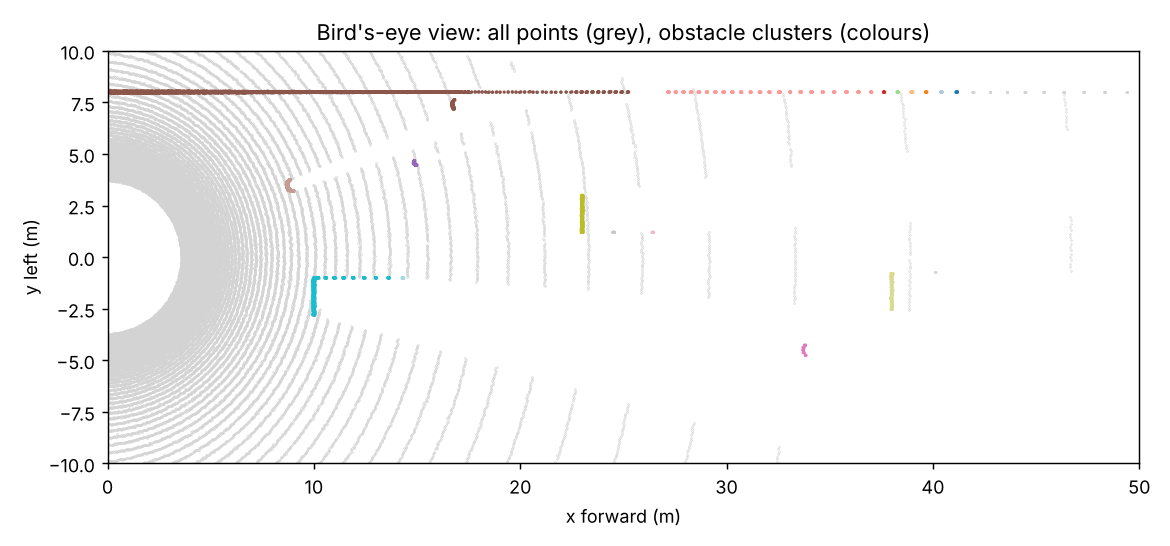 Bird's-eye view: all points (grey), obstacle clusters (colours)
10.0
7.5
5.0
2.5
0.0
−2.5
−5.0
−7.5
−10.0
y left (m)
0 10 20 30 40 50
x forward (m)